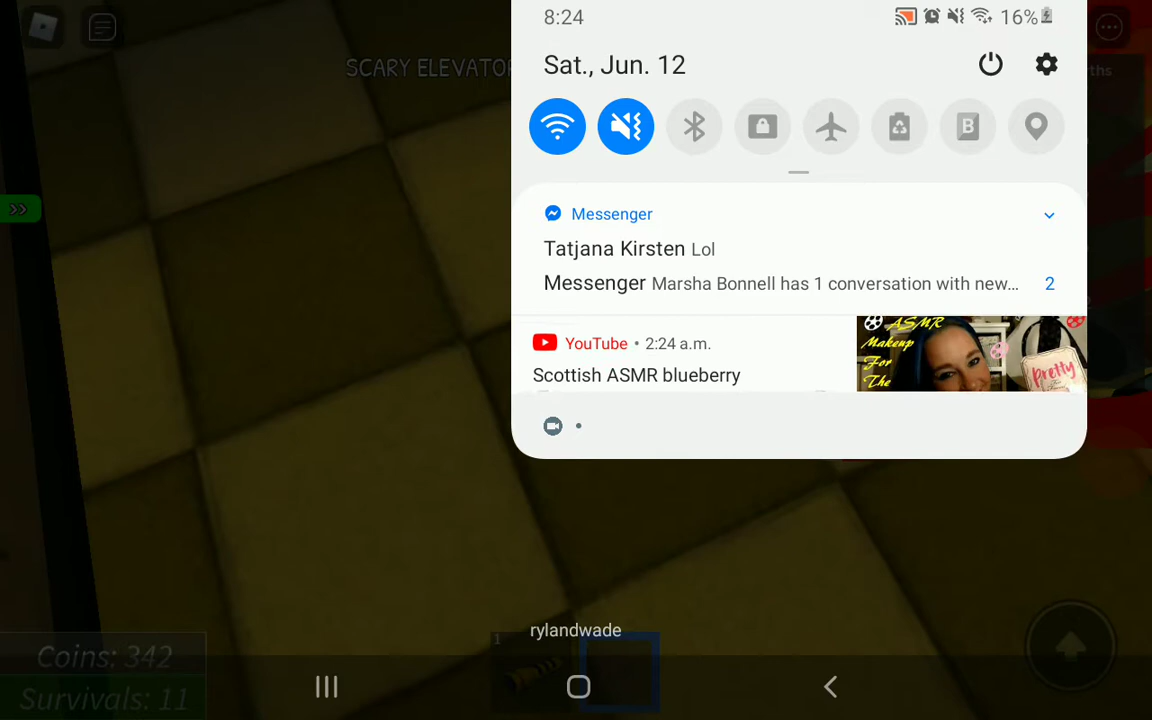 8:24
16%
Sat., Jun. 12
SCARY ELEVATOR
B
Messenger
Tatjana Kirsten Lol
Messenger Marsha Bonnell has 1 conversation with new... 2
YouTube • 2:24 a.m.
Scottish ASMR blueberry
ASMR
Makeup
For
The
Pretty
rylandwade
1
Coins: 342
Survivals: 11